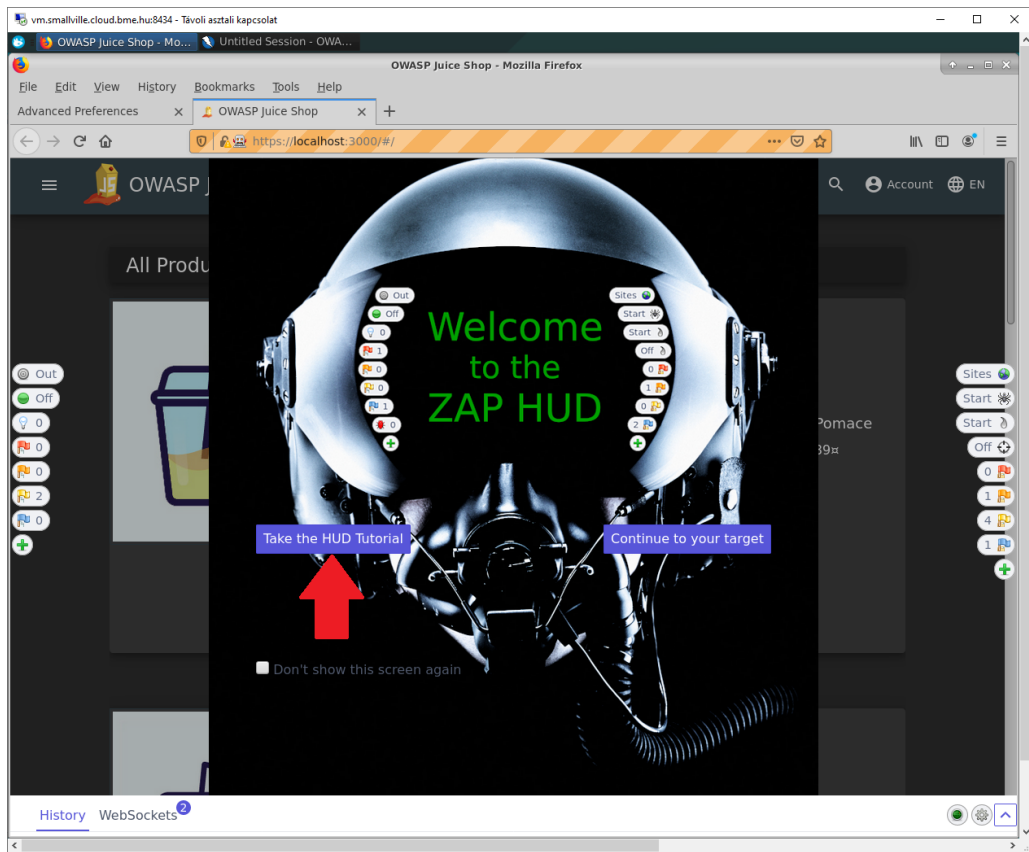 vm.smallville.cloud.bme.hu:8434 - Távoli asztali kapcsolat
OWASP Juice Shop - Mo...
Untitled Session - OWA...
OWASP Juice Shop - Mozilla Firefox
File Edit View History Bookmarks Tools Help
Advanced Preferences
OWASP Juice Shop
https://localhost:3000/#/
OWASP J
Account
EN
All Produ
Out
Off
0
1
0
0
1
0
Welcome
to the
ZAP HUD
Sites
Start
Start
Off
0
1
0
2
Out
Off
0
0
0
2
0
Pomace
89¤
Sites
Start
Start
Off
0
1
4
1
Take the HUD Tutorial
Continue to your target
Don't show this screen again
History
WebSockets
2